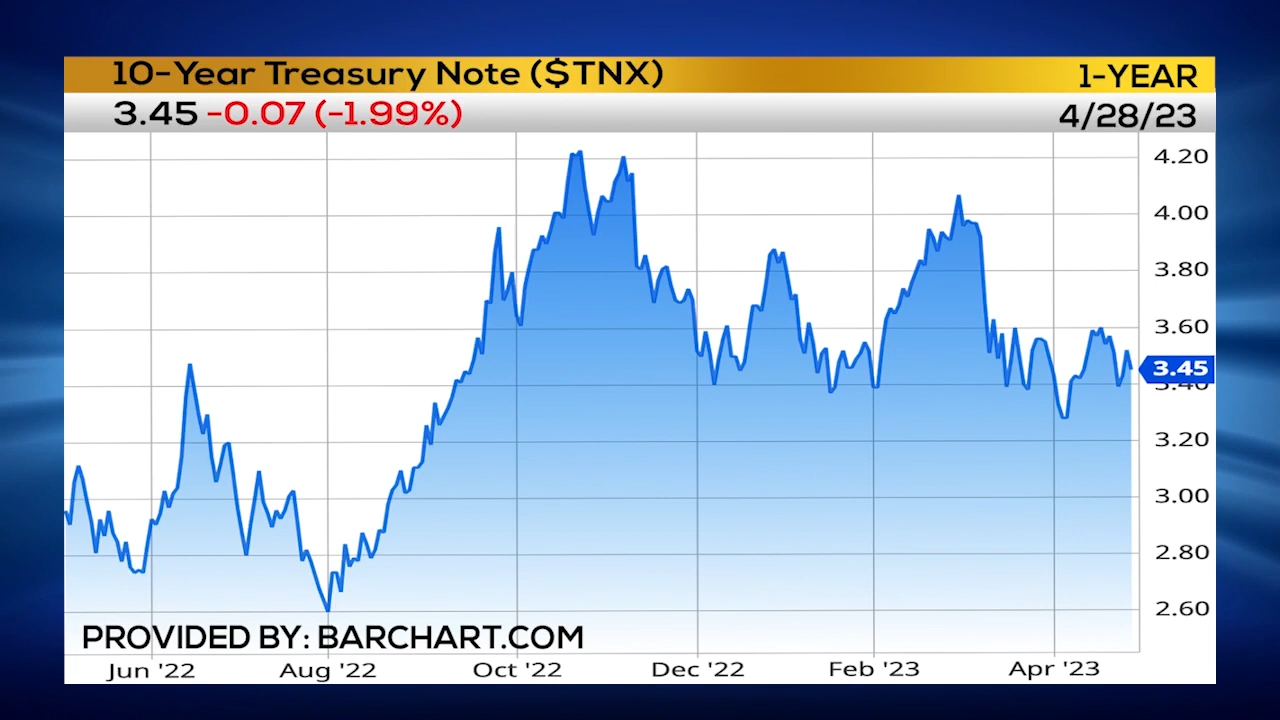 10-Year Treasury Note ($TNX) 1-YEAR
3.45 -0.07 (-1.99%) 4/28/23
4.20
4.00
3.80
3.60
3.45
3.40
3.20
3.00
2.80
2.60
PROVIDED BY: BARCHART.COM
Jun '22 Aug '22 Oct '22 Dec '22 Feb '23 Apr '23